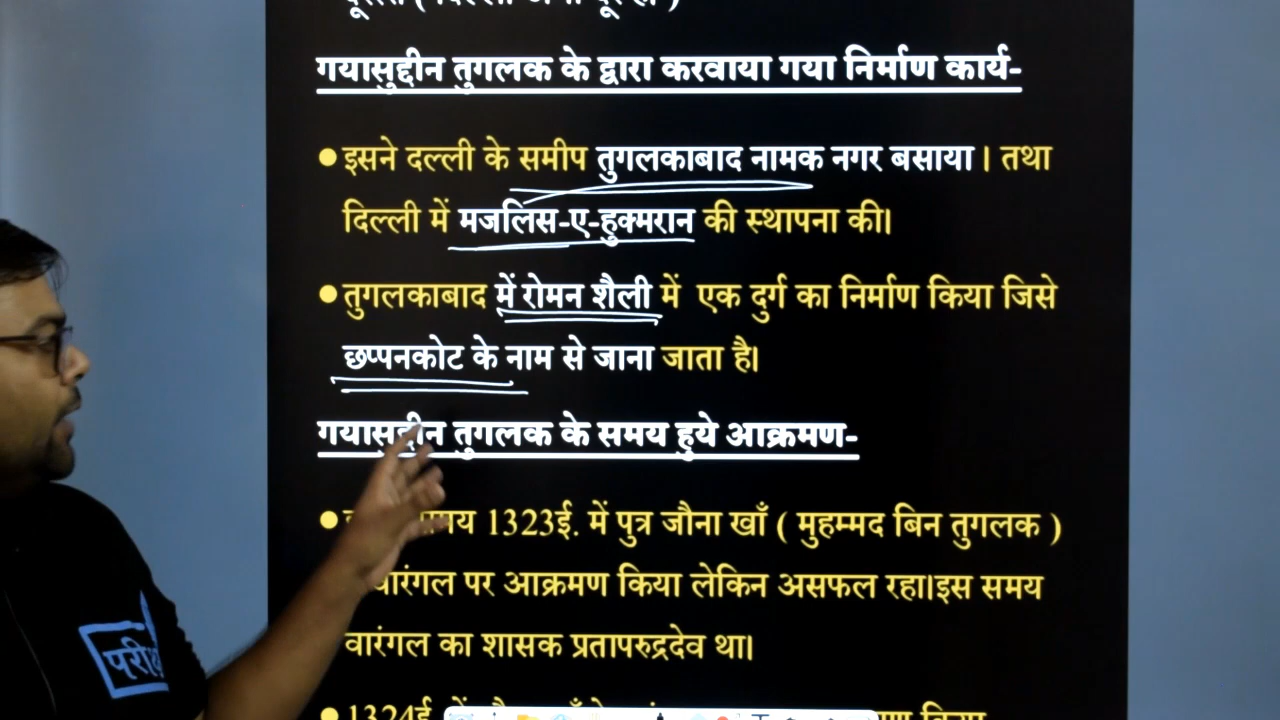 गयासुद्दीन तुगलक के द्वारा करवाया गया निर्माण कार्य-
●इसने दल्ली के समीप तुगलकाबाद नामक नगर बसाया । तथा
दिल्ली में मजलिस-ए-हुक्मरान की स्थापना की।
●तुगलकाबाद में रोमन शैली में एक दुर्ग का निर्माण किया जिसे
छप्पनकोट के नाम से जाना जाता है।
गयासुद्दीन तुगलक के समय हुये आक्रमण-
● 1323ई. में पुत्र जौना खाँ ( मुहम्मद बिन तुगलक )
वारंगल पर आक्रमण किया लेकिन असफल रहा।इस समय
वारंगल का शासक प्रतापरुद्रदेव था।
● 1324ई.